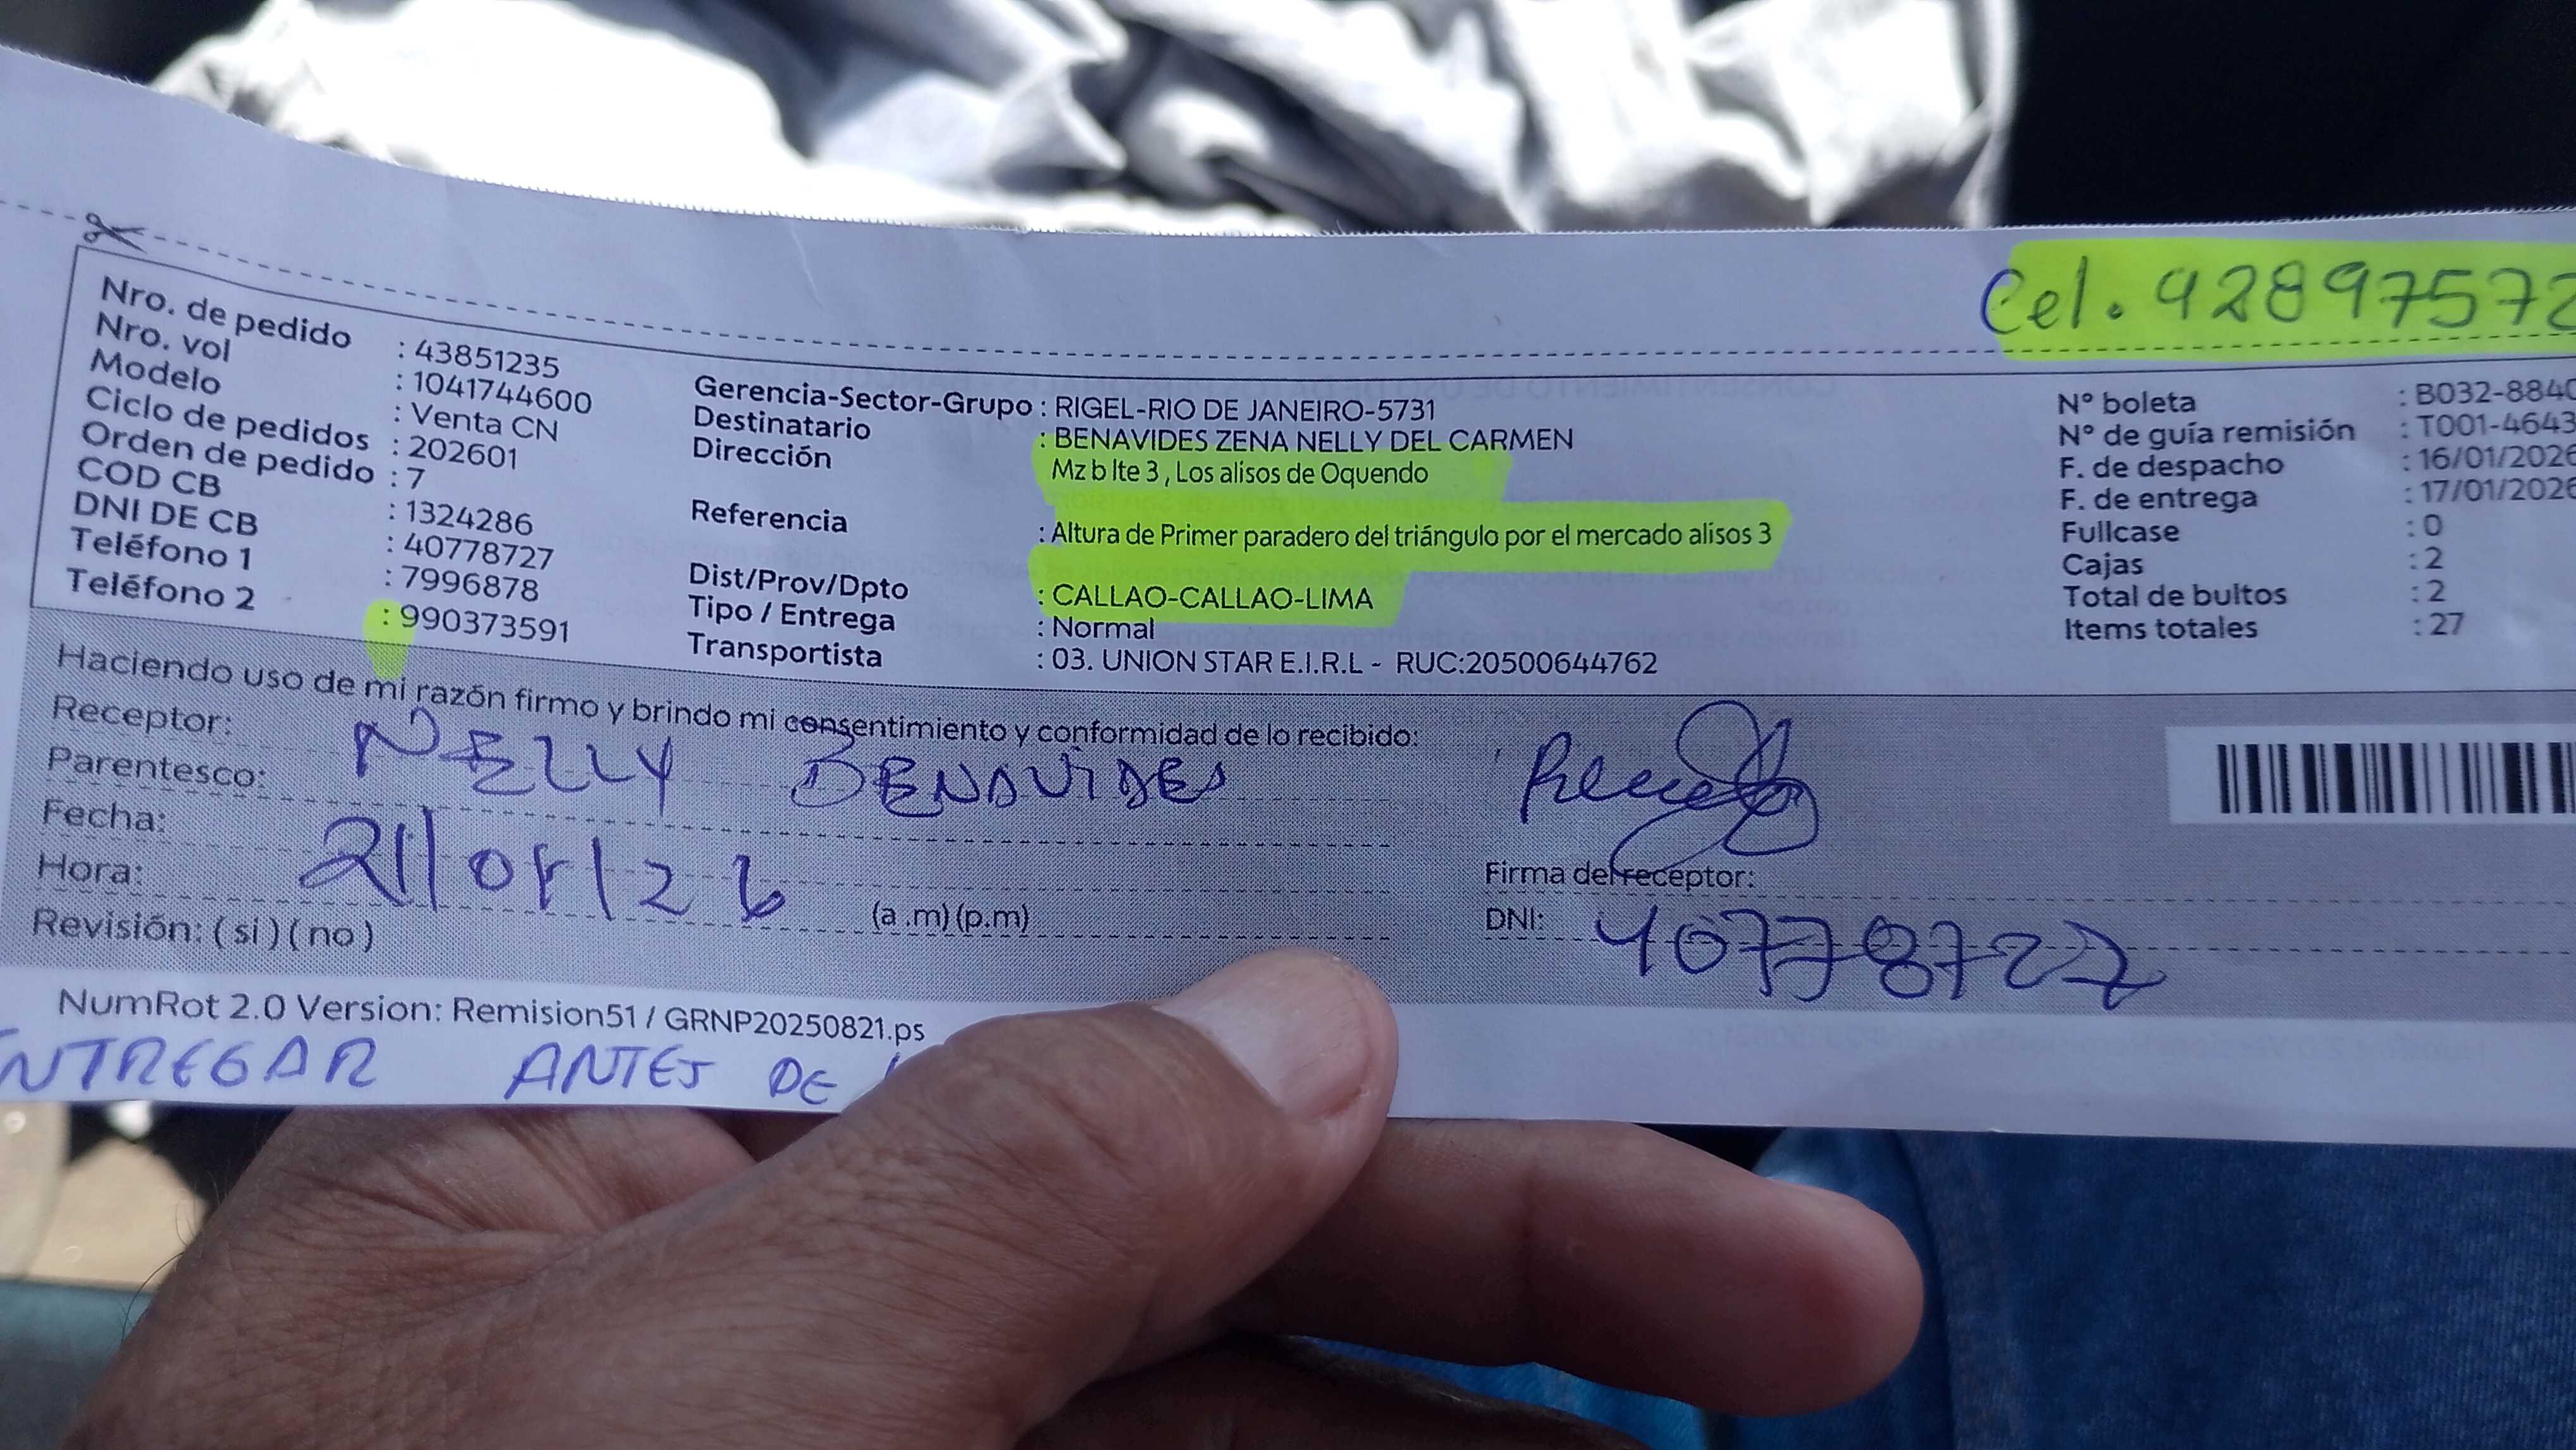 Cel. 92897572
Nro. de pedido : 43851235
Nro. vol : 1041744600
Modelo : Venta CN
Ciclo de pedidos : 202601
Orden de pedido : 7
COD CB : 1324286
DNI DE CB : 40778727
Teléfono 1 : 7996878
Teléfono 2 : 990373591
Gerencia-Sector-Grupo : RIGEL-RIO DE JANEIRO-5731
Destinatario : BENAVIDES ZENA NELLY DEL CARMEN
Dirección Mz b lte 3 , Los alisos de Oquendo
Referencia : Altura de Primer paradero del triángulo por el mercado alisos 3
Dist/Prov/Dpto : CALLAO-CALLAO-LIMA
Tipo / Entrega : Normal
Transportista : 03. UNION STAR E.I.R.L - RUC:20500644762
Nº boleta : B032-8840
Nº de guía remisión : T001-4643
F. de despacho : 16/01/2026
F. de entrega : 17/01/2026
Fullcase : 0
Cajas : 2
Total de bultos : 2
Items totales : 27
Haciendo uso de mi razón firmo y brindo mi consentimiento y conformidad de lo recibido:
Receptor: NELLY BENAVIDES
Parentesco:
Fecha: 21/01/26
Hora: (a .m) (p.m)
Revisión: ( si ) ( no )
Firma del receptor:
DNI: 40778727
NumRot 2.0 Version: Remision51 / GRNP20250821.ps
ENTREGAR ANTES DE